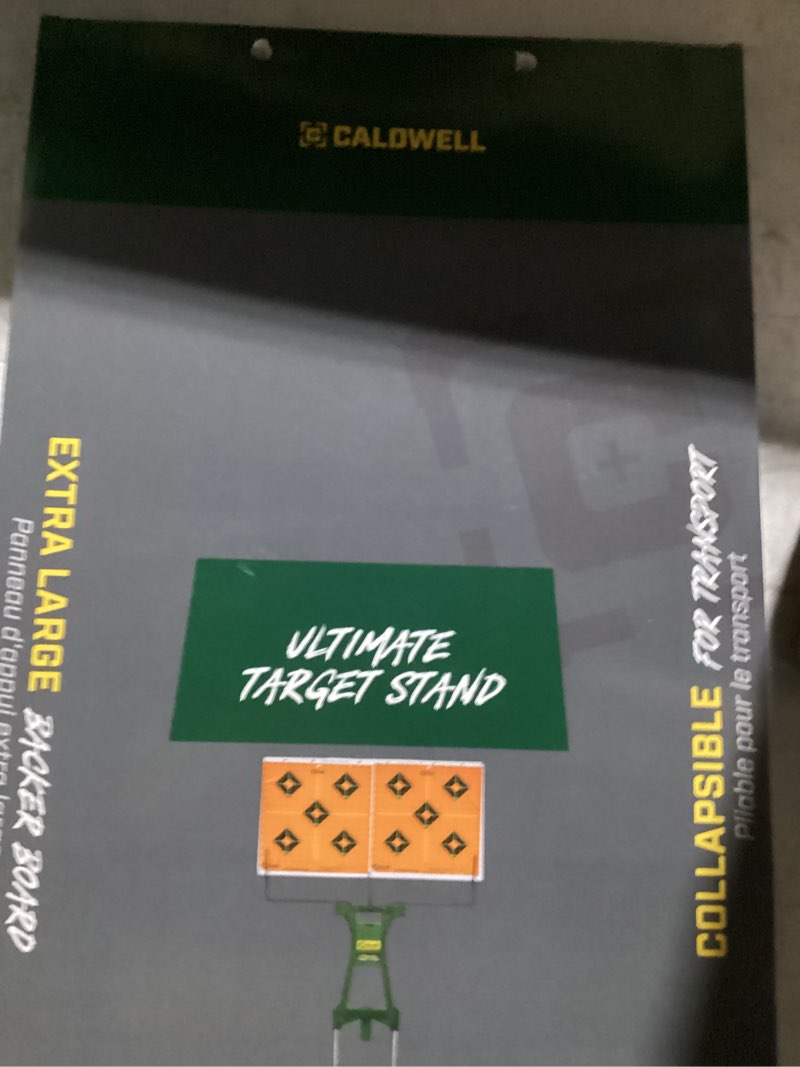 CALDWELL
EXTRA LARGE BACKER BOARD
Panneau d'appui extra
ULTIMATE
TARGET STAND
COLLAPSIBLE FOR TRANSPORT
Pliable pour le transport